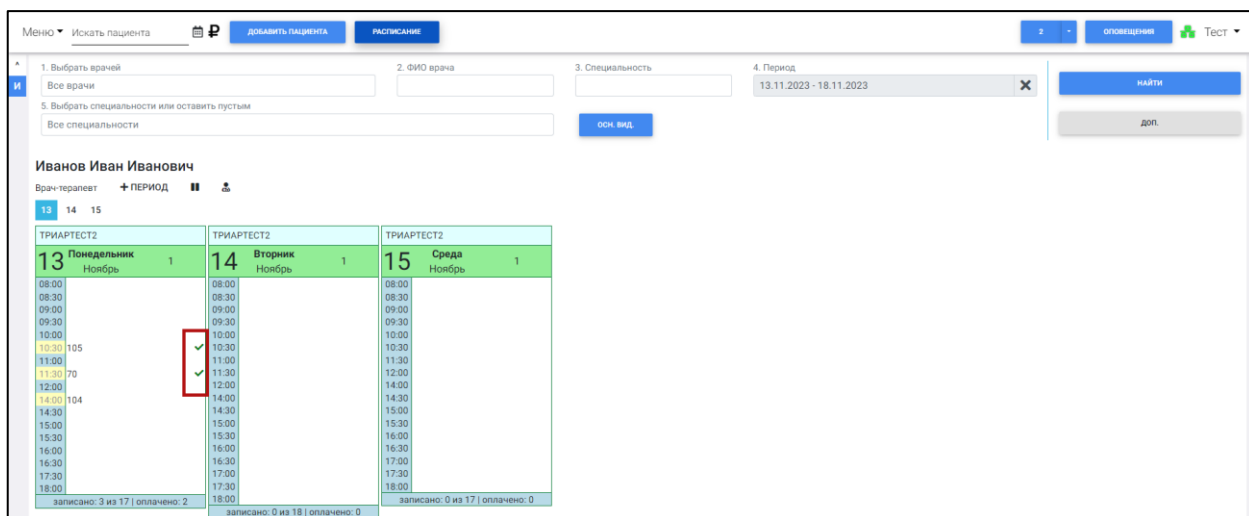 Меню Искать пациента ₽ ДОБАВИТЬ ПАЦИЕНТА РАСПИСАНИЕ 2 ОПОВЕЩЕНИЯ Тест
И
1. Выбрать врачей
Все врачи
2. ФИО врача
3. Специальность
4. Период
13.11.2023 - 18.11.2023
НАЙТИ
5. Выбрать специальности или оставить пустым
Все специальности
ОСН. ВИД.
ДОП.
Иванов Иван Иванович
Врач-терапевт +ПЕРИОД
13 14 15
ТРИАРТЕСТ2
13 Понедельник 1
Ноябрь
08:00
08:30
09:00
09:30
10:00
10:30 105
11:00
11:30 70
12:00
14:00 104
14:30
15:00
15:30
16:00
16:30
17:30
18:00
записано: 3 из 17 | оплачено: 2
ТРИАРТЕСТ2
14 Вторник 1
Ноябрь
08:00
08:30
09:00
09:30
10:00
10:30
11:00
11:30
12:00
14:00
14:30
15:00
15:30
16:00
16:30
17:00
17:30
18:00
записано: 0 из 18 | оплачено: 0
ТРИАРТЕСТ2
15 Среда 1
Ноябрь
08:00
08:30
09:00
09:30
10:00
10:30
11:30
12:00
14:00
14:30
15:00
15:30
16:00
16:30
17:00
17:30
18:00
записано: 0 из 17 | оплачено: 0